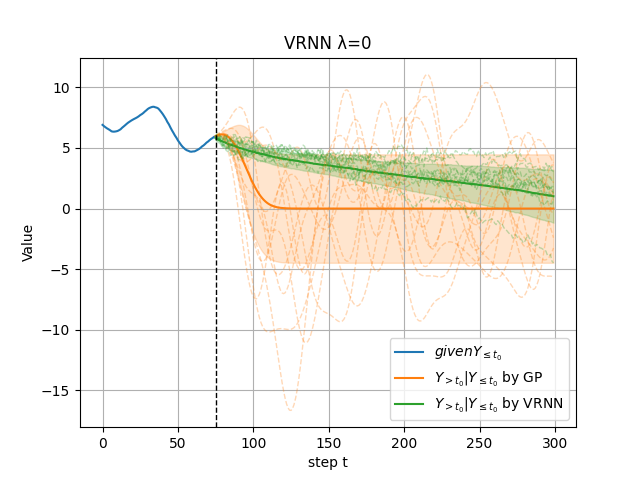 VRNN λ=0
Value
10
5
0
−5
−10
−15
given Y≤t₀
Y>t₀|Y≤t₀ by GP
Y>t₀|Y≤t₀ by VRNN
0 50 100 150 200 250 300
step t